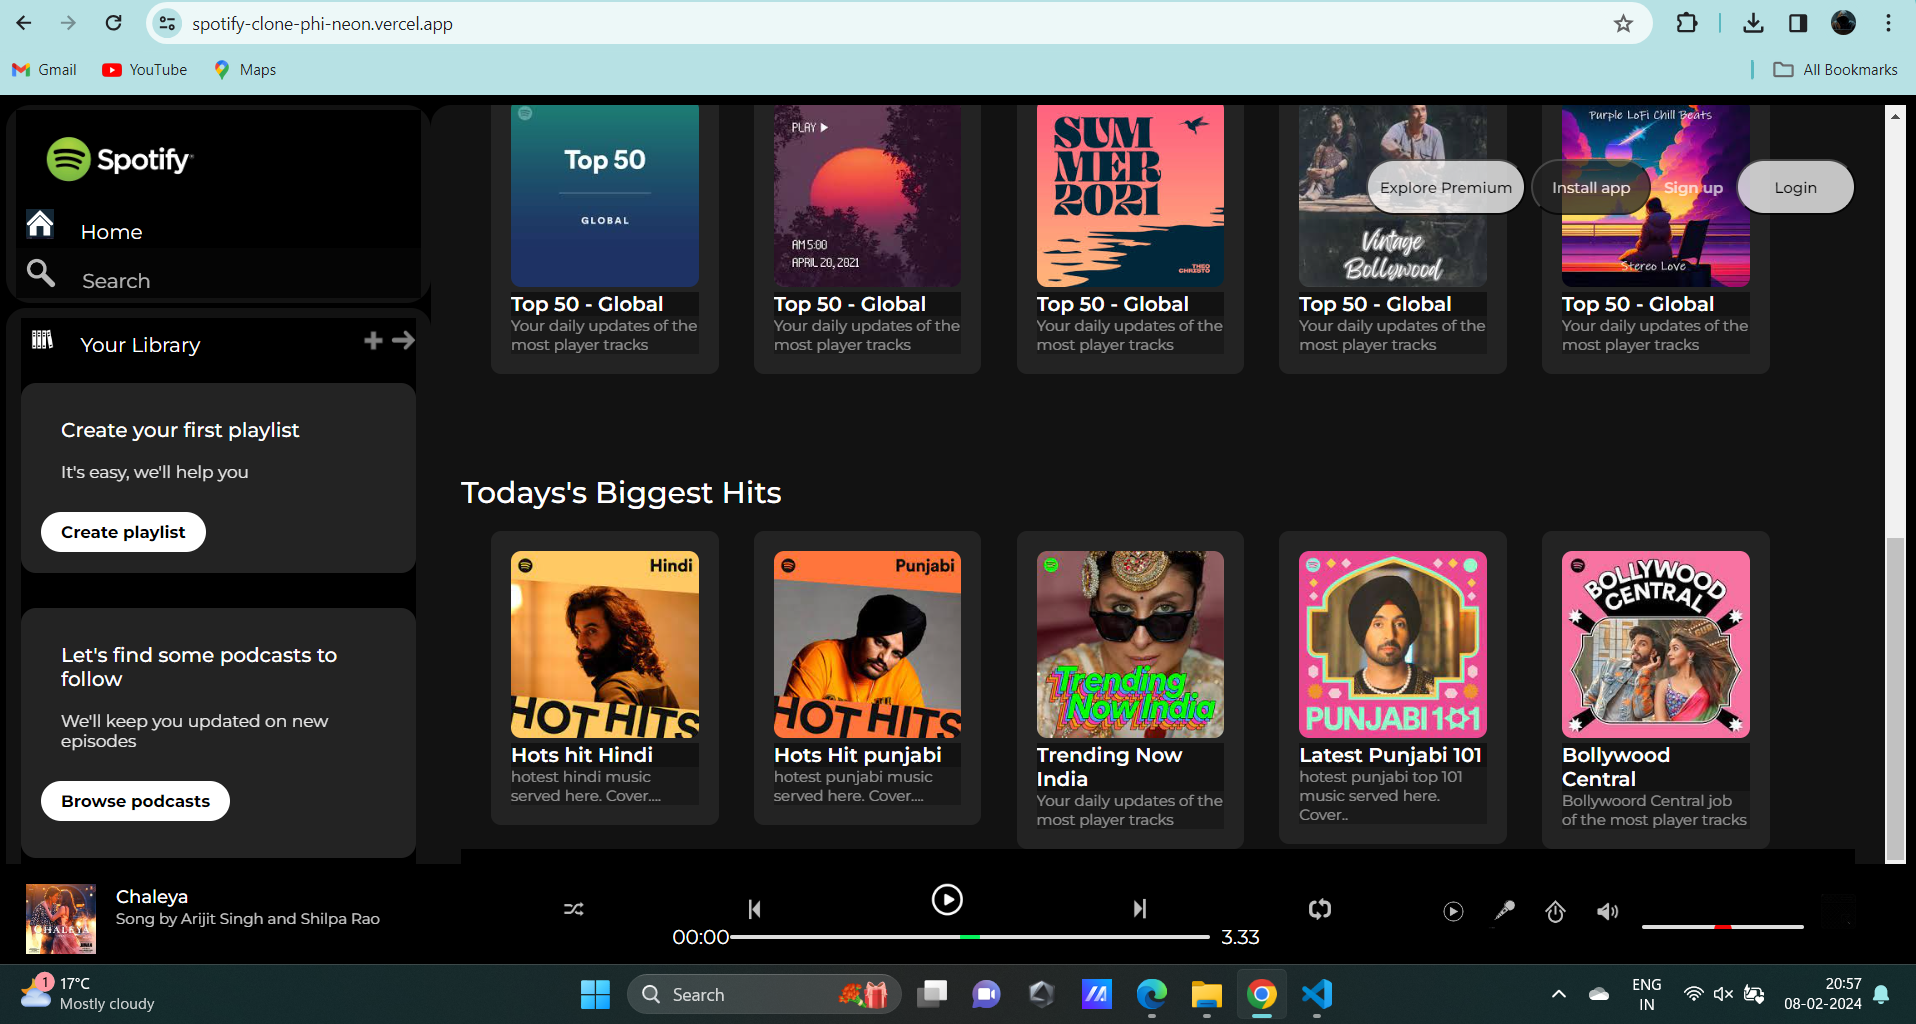 spotify-clone-phi-neon.vercel.app
Gmail
YouTube
Maps
All Bookmarks
Spotify
Home
Search
Your Library
Create your first playlist
It's easy, we'll help you
Create playlist
Let's find some podcasts to
follow
We'll keep you updated on new
episodes
Browse podcasts
Explore Premium
Install app
Sign up
Login
Top 50
GLOBAL
Top 50 - Global
Your daily updates of the
most player tracks
PLAY
AM 5:00
APRIL 20, 2021
Top 50 - Global
Your daily updates of the
most player tracks
SUM
MER
2021
THEO
CHRISTO
Top 50 - Global
Your daily updates of the
most player tracks
Vintage
Bollywood
Top 50 - Global
Your daily updates of the
most player tracks
Purple LoFi Chill Beats
Stereo Love
Top 50 - Global
Your daily updates of the
most player tracks
Todays's Biggest Hits
Hindi
HOT HITS
Hots hit Hindi
hotest hindi music
served here. Cover....
Punjabi
HOT HITS
Hots Hit punjabi
hotest punjabi music
served here. Cover....
Trending
Now India
Trending Now
India
Your daily updates of the
most player tracks
PUNJABI 101
Latest Punjabi 101
hotest punjabi top 101
music served here.
Cover..
BOLLYWOOD
CENTRAL
Bollywood
Central
Bollywoord Central job
of the most player tracks
CHALEYA
Chaleya
Song by Arijit Singh and Shilpa Rao
00:00
3.33
1
17°C
Mostly cloudy
Search
ENG
IN
20:57
08-02-2024